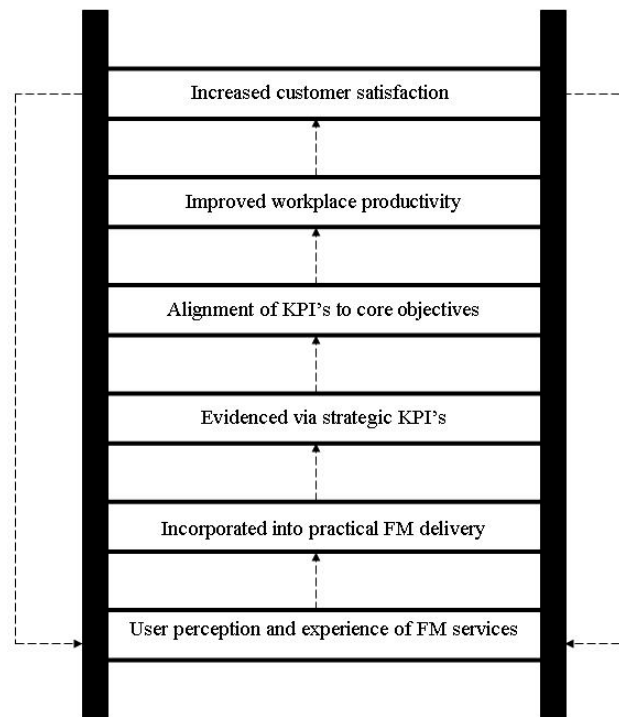 Increased customer satisfaction
Improved workplace productivity
Alignment of KPI's to core objectives
Evidenced via strategic KPI's
Incorporated into practical FM delivery
User perception and experience of FM services